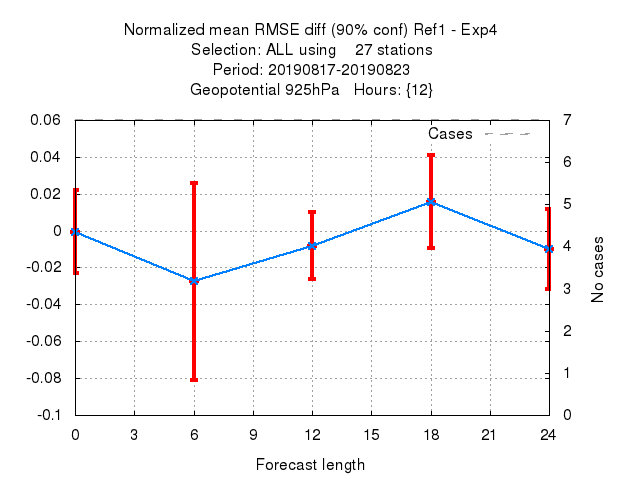 Normalized mean RMSE diff (90% conf) Ref1 - Exp4
Selection: ALL using    27 stations
Period: 20190817-20190823
Geopotential 925hPa   Hours: {12}
Cases
0.06
0.04
0.02
0
-0.02
-0.04
-0.06
-0.08
-0.1
7
6
5
4
3
2
1
0
No cases
0 3 6 9 12 15 18 21 24
Forecast length